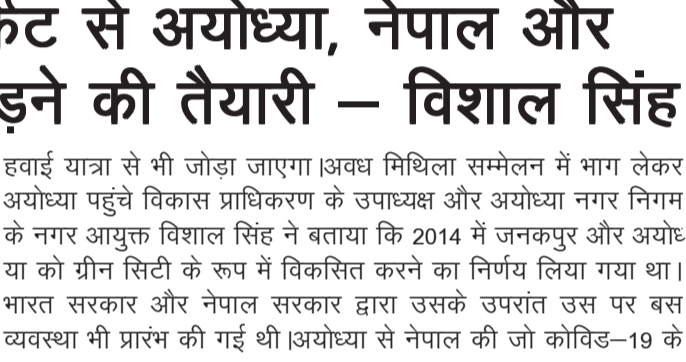 र्केट से अयोध्या, नेपाल और
ड़ने की तैयारी – विशाल सिंह
हवाई यात्रा से भी जोड़ा जाएगा।अवध मिथिला सम्मेलन में भाग लेकर
अयोध्या पहुंचे विकास प्राधिकरण के उपाध्यक्ष और अयोध्या नगर निगम
के नगर आयुक्त विशाल सिंह ने बताया कि 2014 में जनकपुर और अयोध
या को ग्रीन सिटी के रूप में विकसित करने का निर्णय लिया गया था।
भारत सरकार और नेपाल सरकार द्वारा उसके उपरांत उस पर बस
व्यवस्था भी प्रारंभ की गई थी।अयोध्या से नेपाल की जो कोविड–19 के